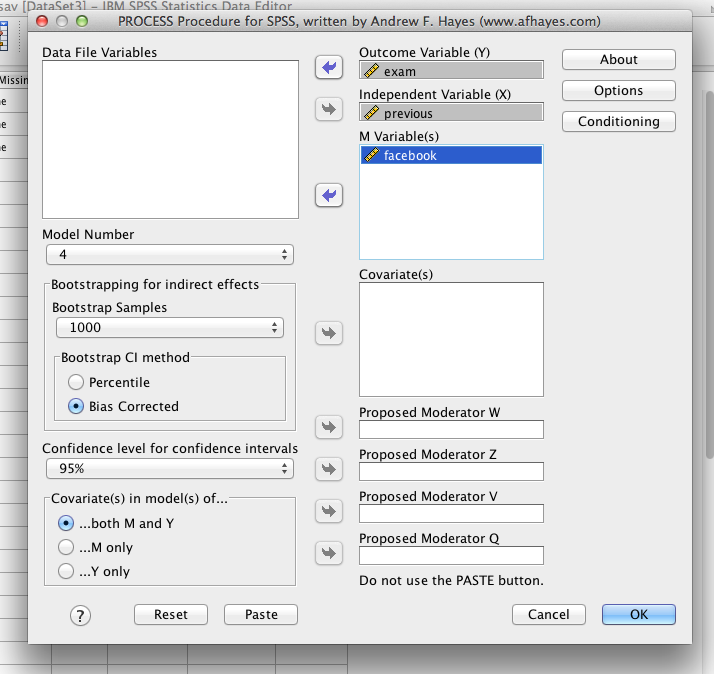 sav [DataSet3] – IBM SPSS Statistics Data Editor
PROCESS Procedure for SPSS, written by Andrew F. Hayes (www.afhayes.com)
Missin
ne
ne
ne
Data File Variables
Outcome Variable (Y)
exam
Independent Variable (X)
previous
M Variable(s)
facebook
About
Options
Conditioning
Model Number
4
Bootstrapping for indirect effects
Bootstrap Samples
1000
Bootstrap CI method
Percentile
Bias Corrected
Confidence level for confidence intervals
95%
Covariate(s) in model(s) of...
...both M and Y
...M only
...Y only
Covariate(s)
Proposed Moderator W
Proposed Moderator Z
Proposed Moderator V
Proposed Moderator Q
Do not use the PASTE button.
?
Reset
Paste
Cancel
OK